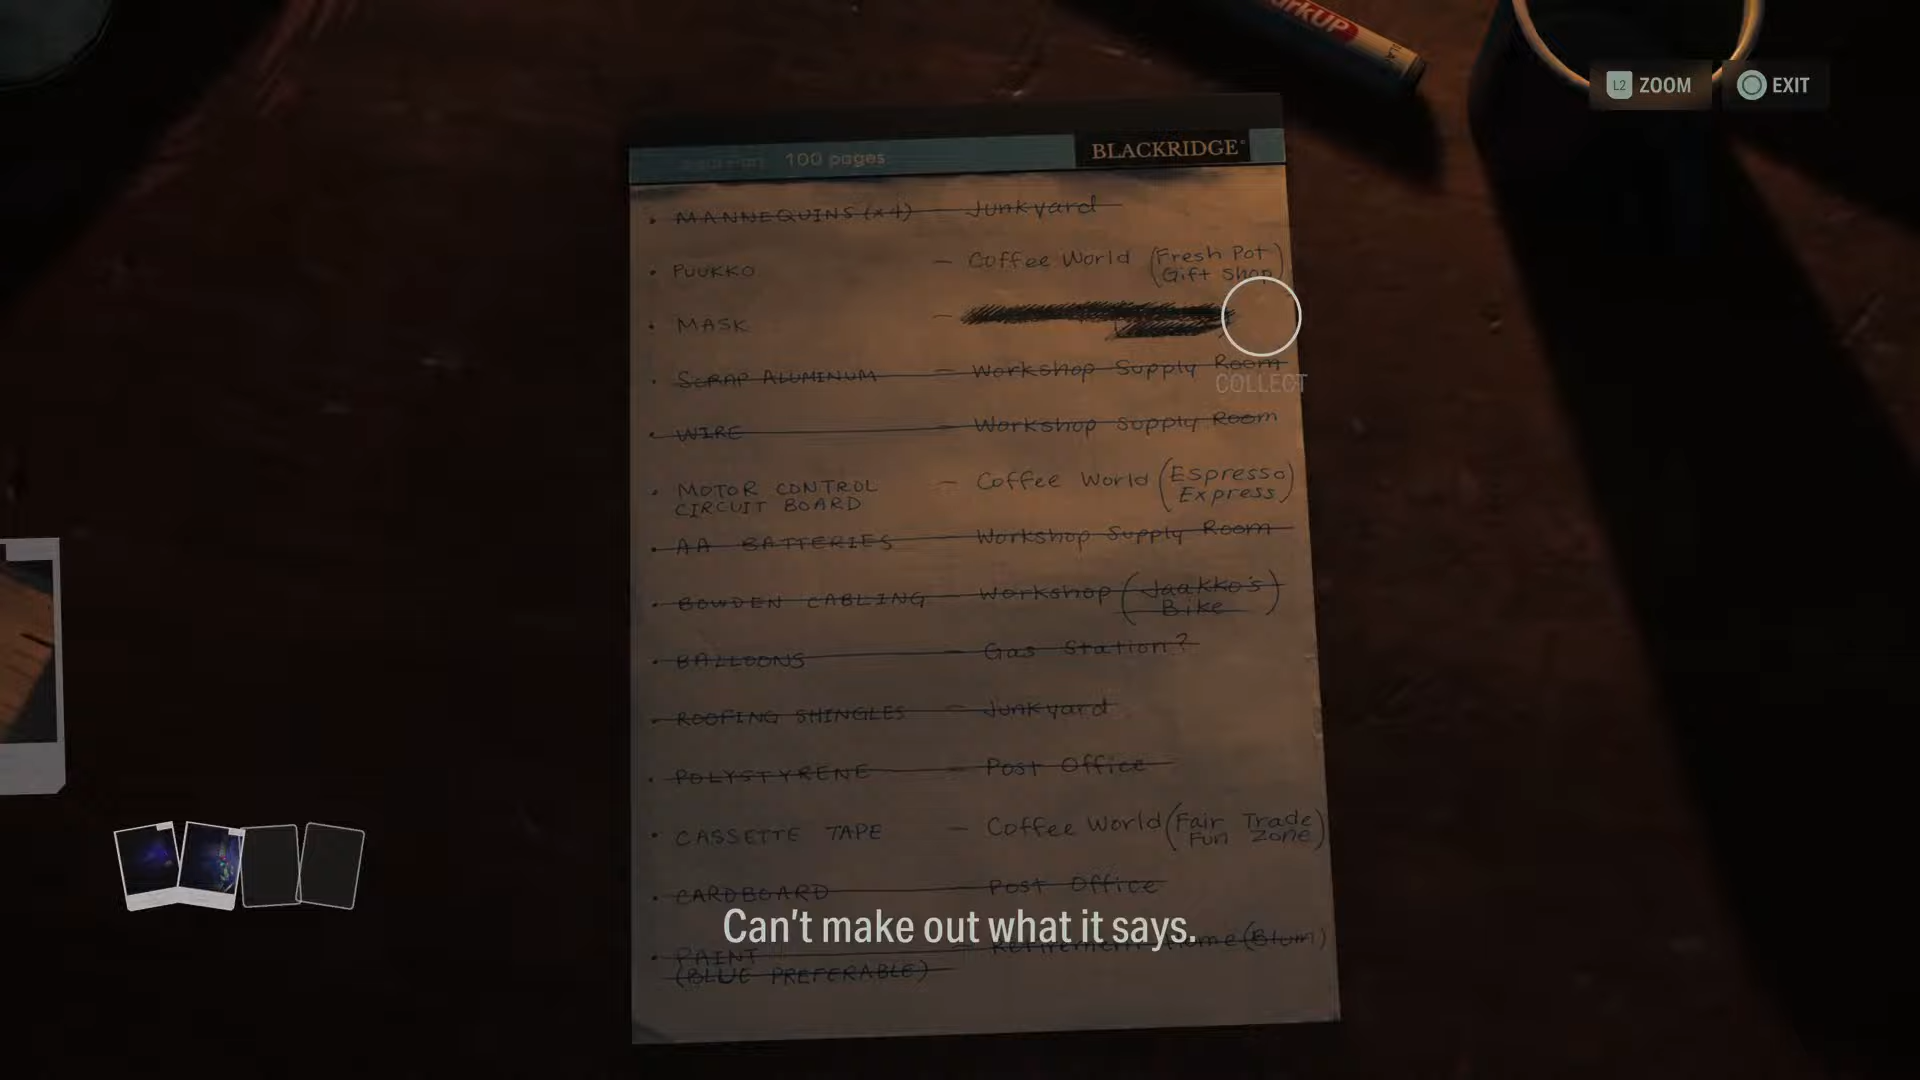 arkUP
L2 ZOOM
EXIT
100 pages
BLACKRIDGE
• MANNEQUINS (x4) — Junkyard
• PUUKKO — Coffee World (Fresh Pot
Gift Shop)
• MASK —
• SCRAP ALUMINUM — Workshop Supply Room
COLLECT
• WIRE — Workshop Supply Room
• MOTOR CONTROL — Coffee World (Espresso
CIRCUIT BOARD Express)
• AA BATTERIES — Workshop Supply Room
• BOWDEN CABLING — Workshop (Jaakko's
Bike)
• BALLOONS — Gas Station?
• ROOFING SHINGLES — Junkyard
• POLYSTYRENE — Post Office
• CASSETTE TAPE — Coffee World (Fair Trade
Fun Zone)
• CARDBOARD — Post Office
Can't make out what it says.
• PAINT — Retirement Home (Blum)
(BLUE PREFERABLE)